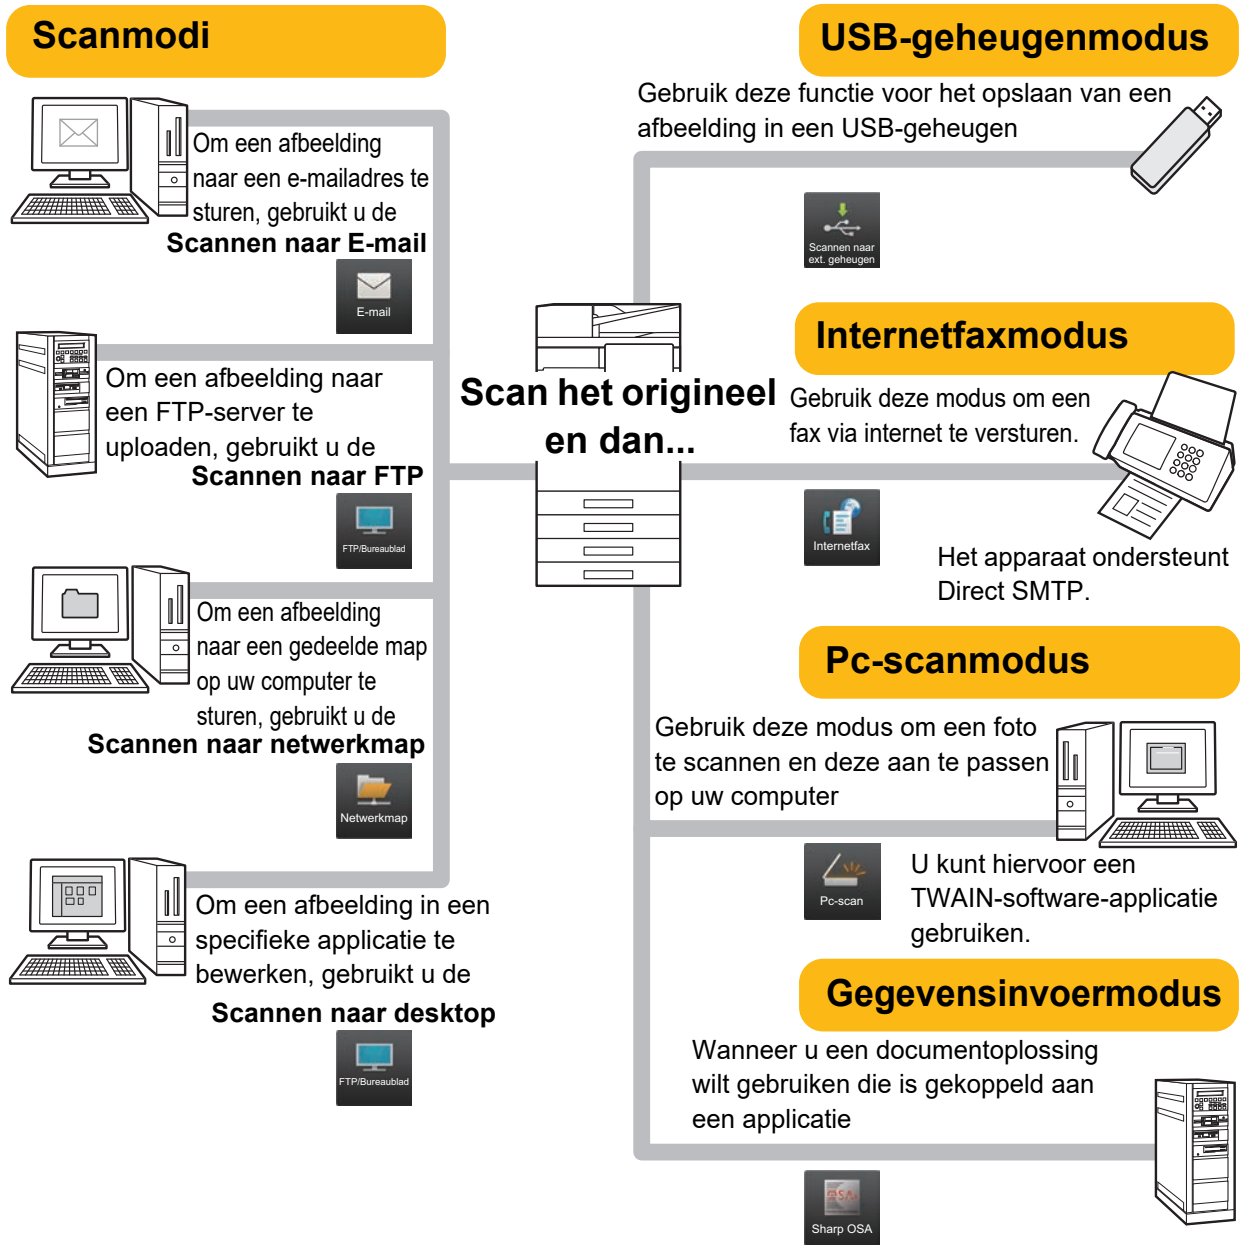 Scanmodi
Om een afbeelding
naar een e-mailadres te
sturen, gebruikt u de
Scannen naar E-mail
E-mail
Om een afbeelding naar
een FTP-server te
uploaden, gebruikt u de
Scannen naar FTP
FTP/Bureaublad
Om een afbeelding
naar een gedeelde map
op uw computer te
sturen, gebruikt u de
Scannen naar netwerkmap
Netwerkmap
Om een afbeelding in een
specifieke applicatie te
bewerken, gebruikt u de
Scannen naar desktop
FTP/Bureaublad
Scan het origineel
en dan...
USB-geheugenmodus
Gebruik deze functie voor het opslaan van een
afbeelding in een USB-geheugen
Scannen naar
ext. geheugen
Internetfaxmodus
Gebruik deze modus om een
fax via internet te versturen.
Internetfax
Het apparaat ondersteunt
Direct SMTP.
Pc-scanmodus
Gebruik deze modus om een foto
te scannen en deze aan te passen
op uw computer
Pc-scan
U kunt hiervoor een
TWAIN-software-applicatie
gebruiken.
Gegevensinvoermodus
Wanneer u een documentoplossing
wilt gebruiken die is gekoppeld aan
een applicatie
OSA
Sharp OSA